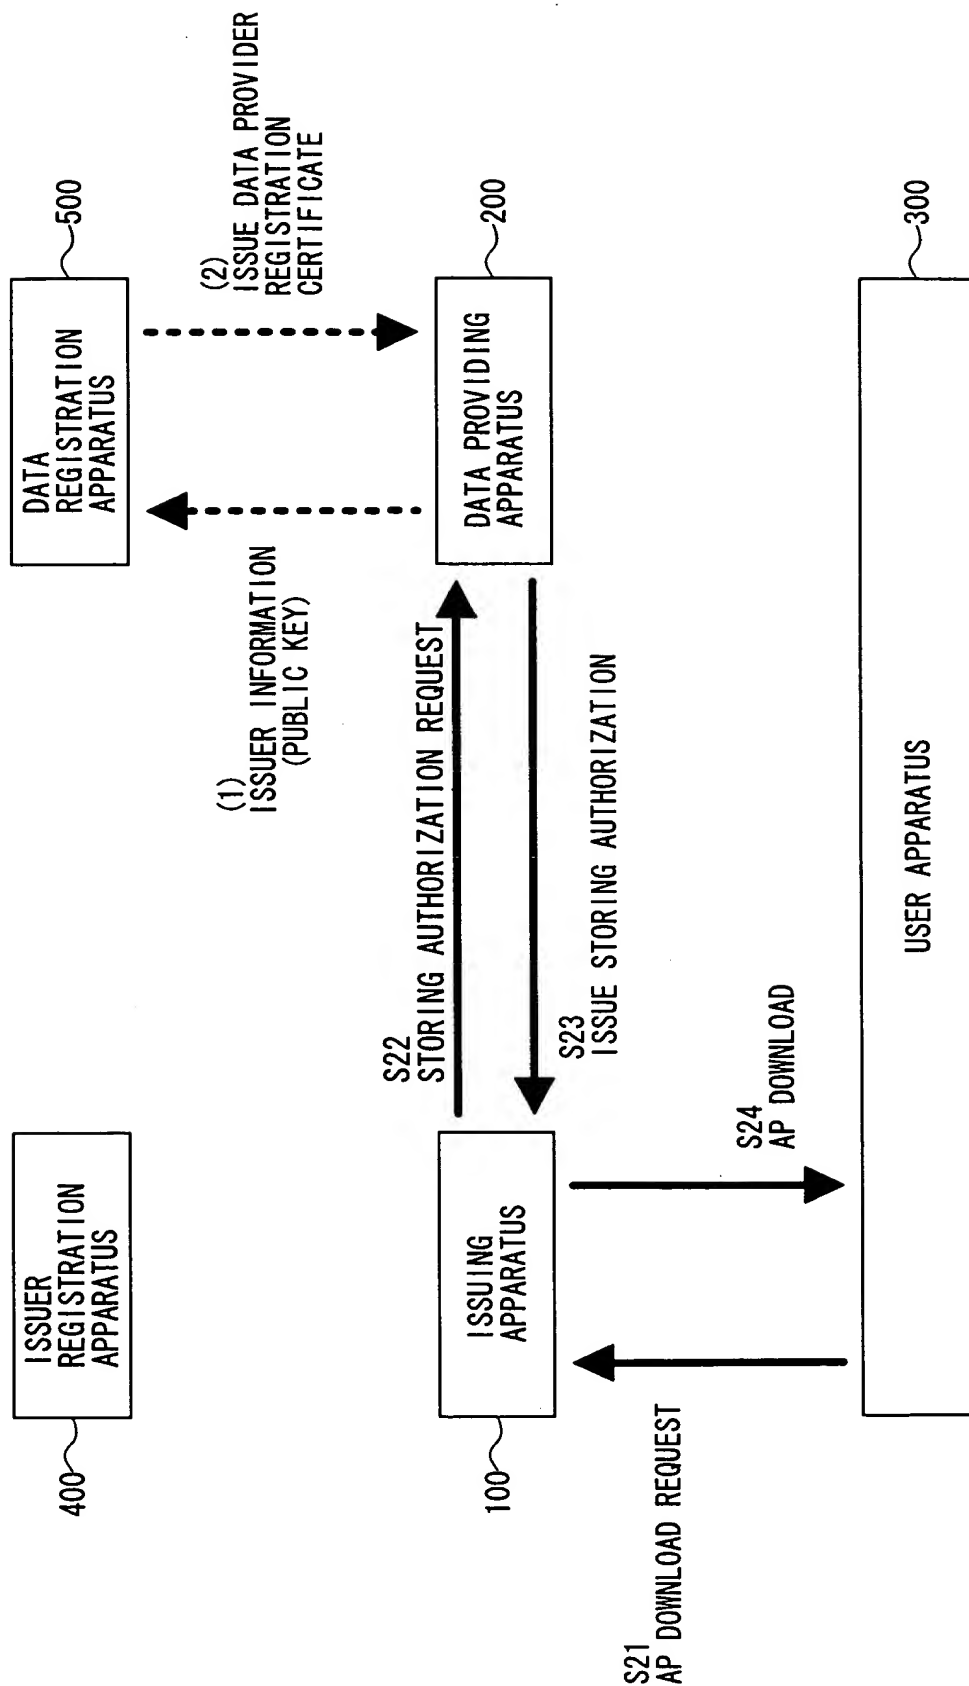 400
ISSUER
REGISTRATION
APPARATUS
DATA
REGISTRATION
APPARATUS
500
(1)
ISSUER INFORMATION
(PUBLIC KEY)
(2)
ISSUE DATA PROVIDER
REGISTRATION
CERTIFICATE
S22
STORING AUTHORIZATION REQUEST
100
ISSUING
APPARATUS
DATA PROVIDING
APPARATUS
200
S23
ISSUE STORING AUTHORIZATION
S21
AP DOWNLOAD REQUEST
S24
AP DOWNLOAD
USER APPARATUS
300